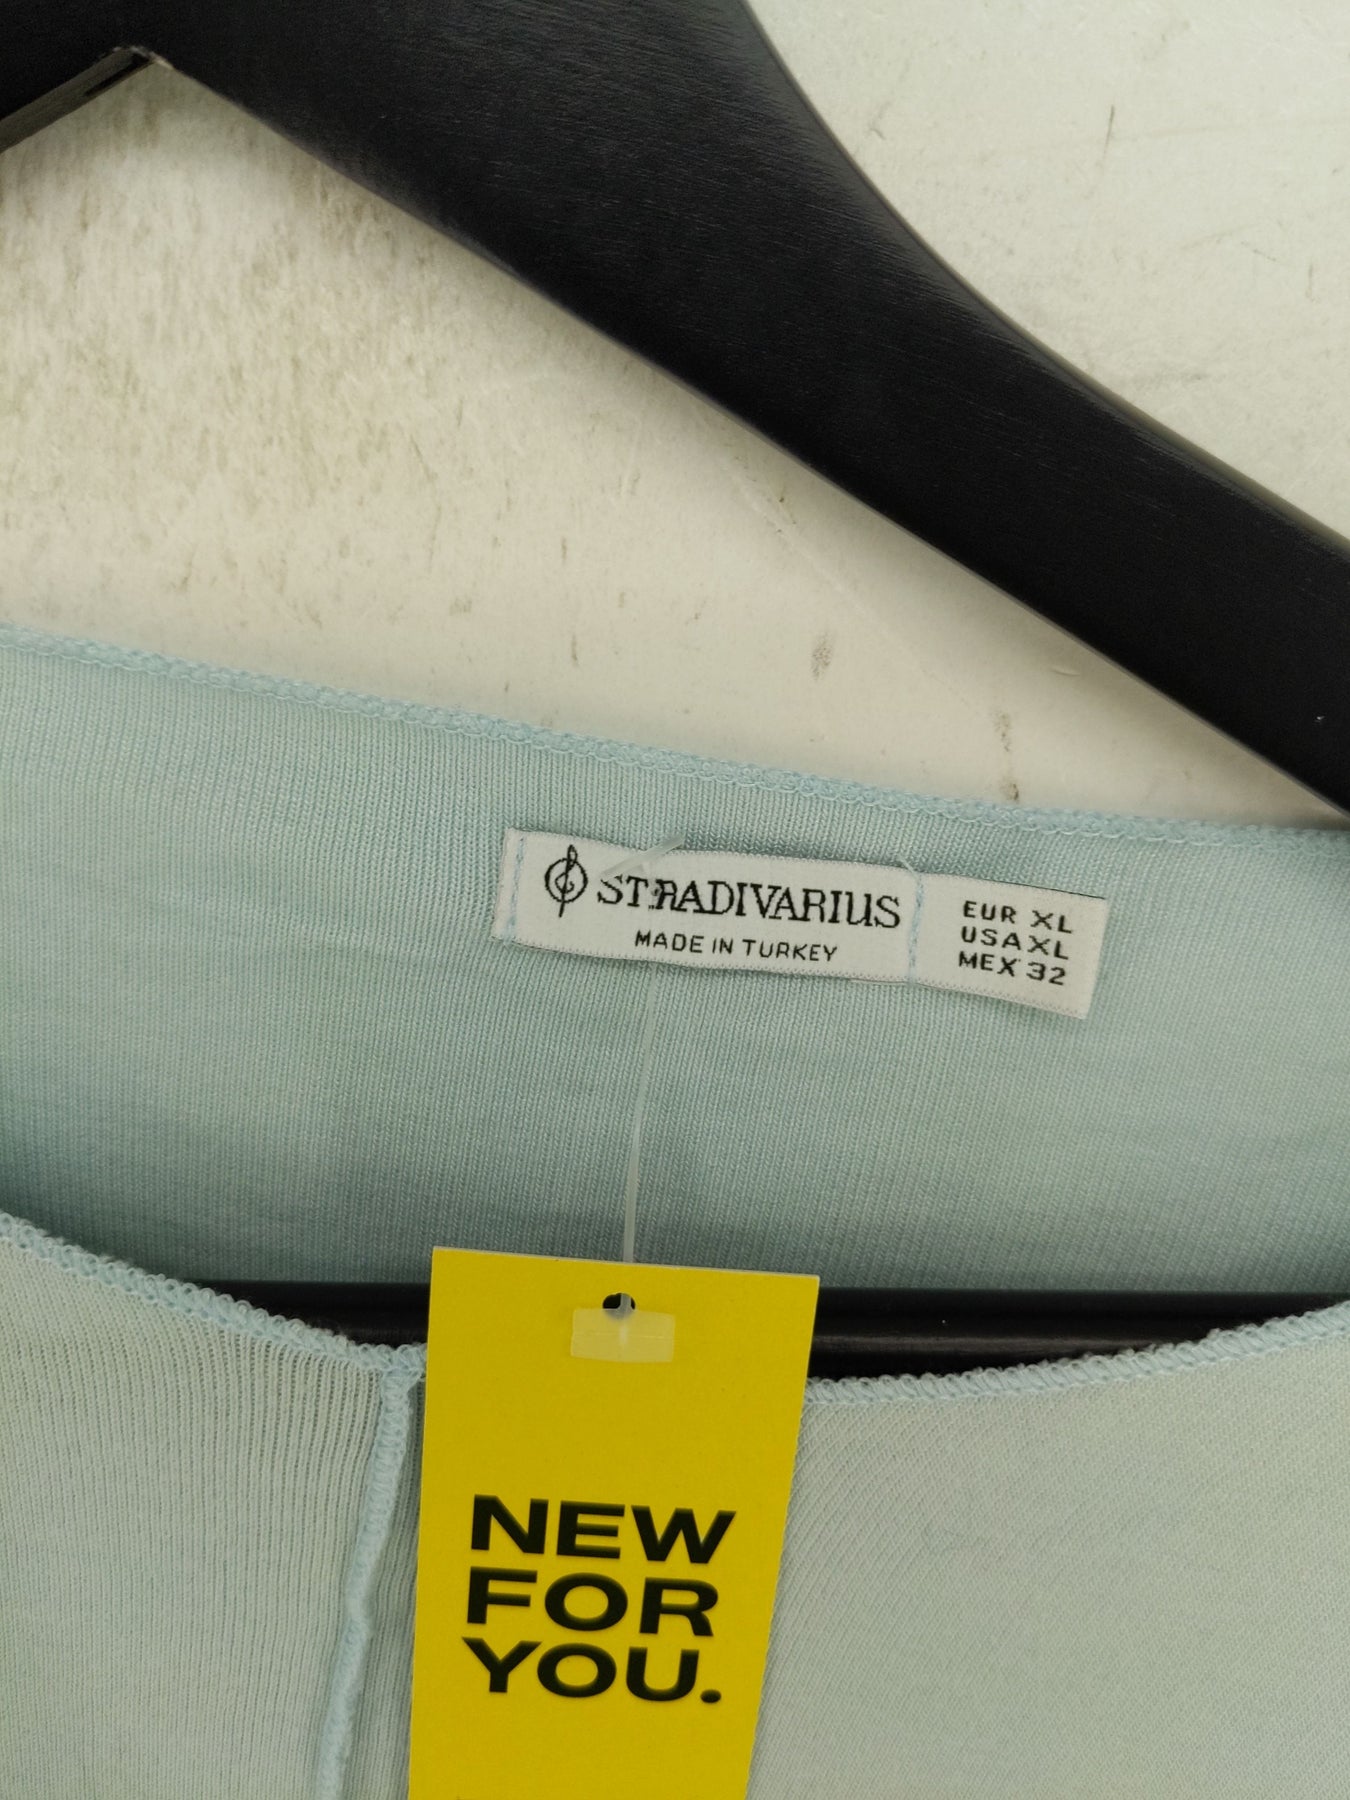 STRADIVARIUS
MADE IN TURKEY
EUR XL
USA XL
MEX 32
NEW
FOR
YOU.